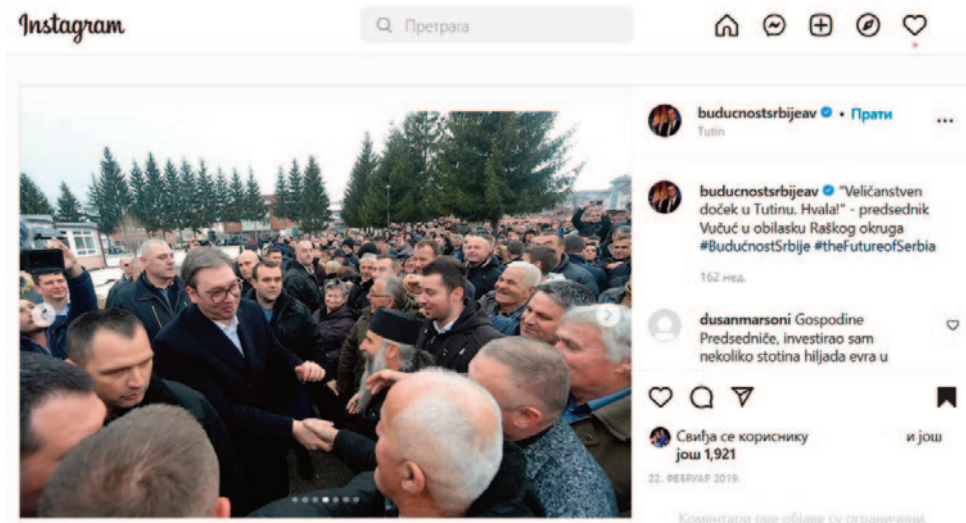 Instagram
Претрага
buducnostsrbijeav • Прати
Tutin
buducnostsrbijeav "Veličanstven
doček u Tutinu. Hvala!" - predsednik
Vučuć u obilasku Raškog okruga
#BudućnostSrbije #theFutureofSerbia
162 нед.
dusanmarsoni Gospodine
Predsedniče, investirao sam
nekoliko stotina hiljada evra u
Свиђа се кориснику и још
још 1,921
22. ФЕБРУАР 2019.
Коментари ове објаве су ограничени.